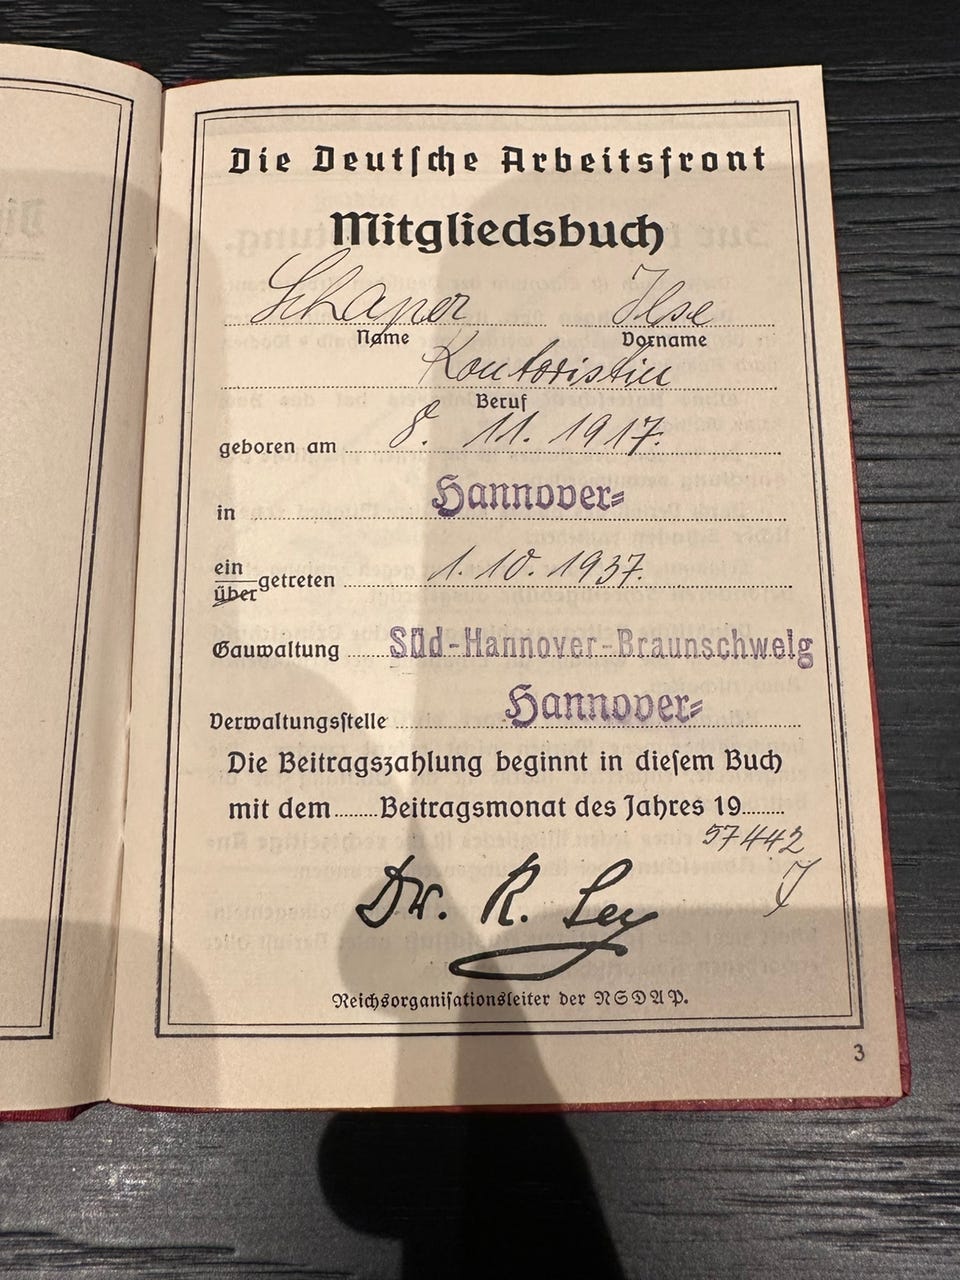 Die Deutsche Arbeitsfront
Mitgliedsbuch
Schaper Ilse
Name Vorname
Kontoristin
Beruf
geboren am 8. 11. 1917.
in Hannover=
ein
über getreten 1. 10. 1937.
Gauwaltung Süd-Hannover-Braunschweig
Verwaltungsstelle Hannover=
Die Beitragszahlung beginnt in diesem Buch
mit dem ........ Beitragsmonat des Jahres 19........
57442
Dr. R. Ley
Reichsorganisationsleiter der NSDAP.
3